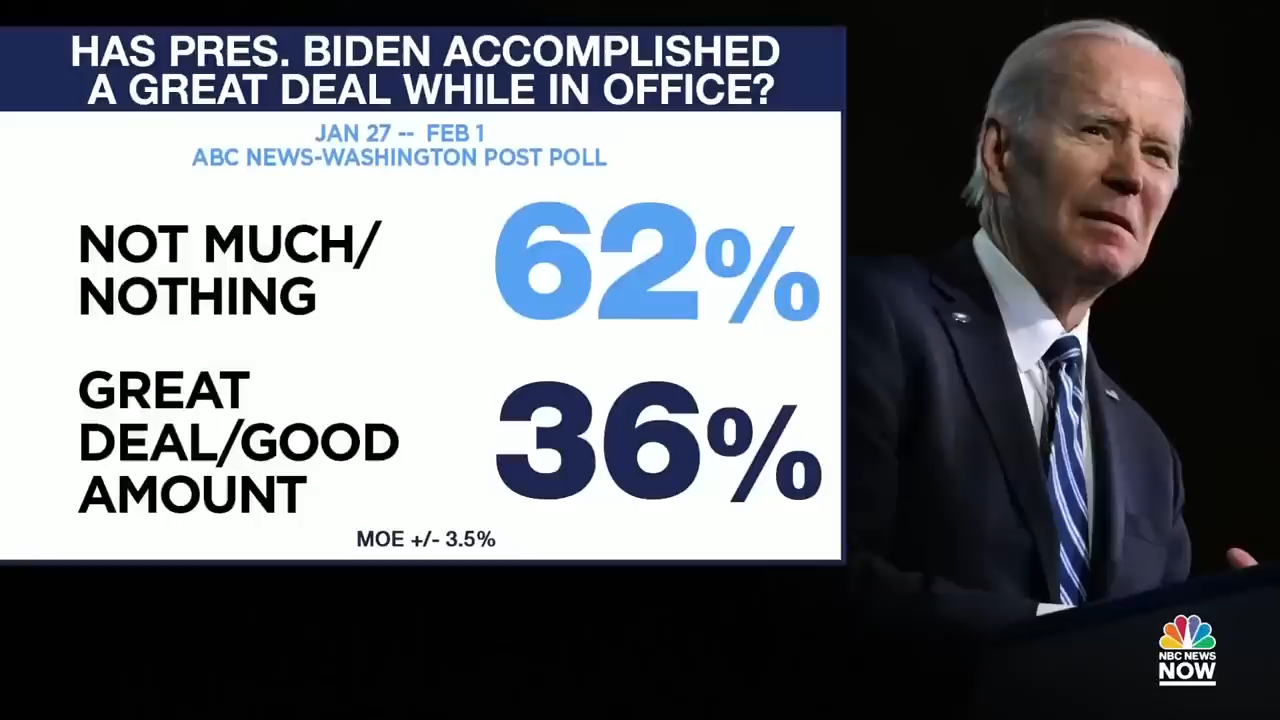 HAS PRES. BIDEN ACCOMPLISHED
A GREAT DEAL WHILE IN OFFICE?
JAN 27 -- FEB 1
ABC NEWS-WASHINGTON POST POLL
NOT MUCH/
NOTHING
62%
GREAT
DEAL/GOOD
AMOUNT
36%
MOE +/- 3.5%
NBC NEWS
NOW